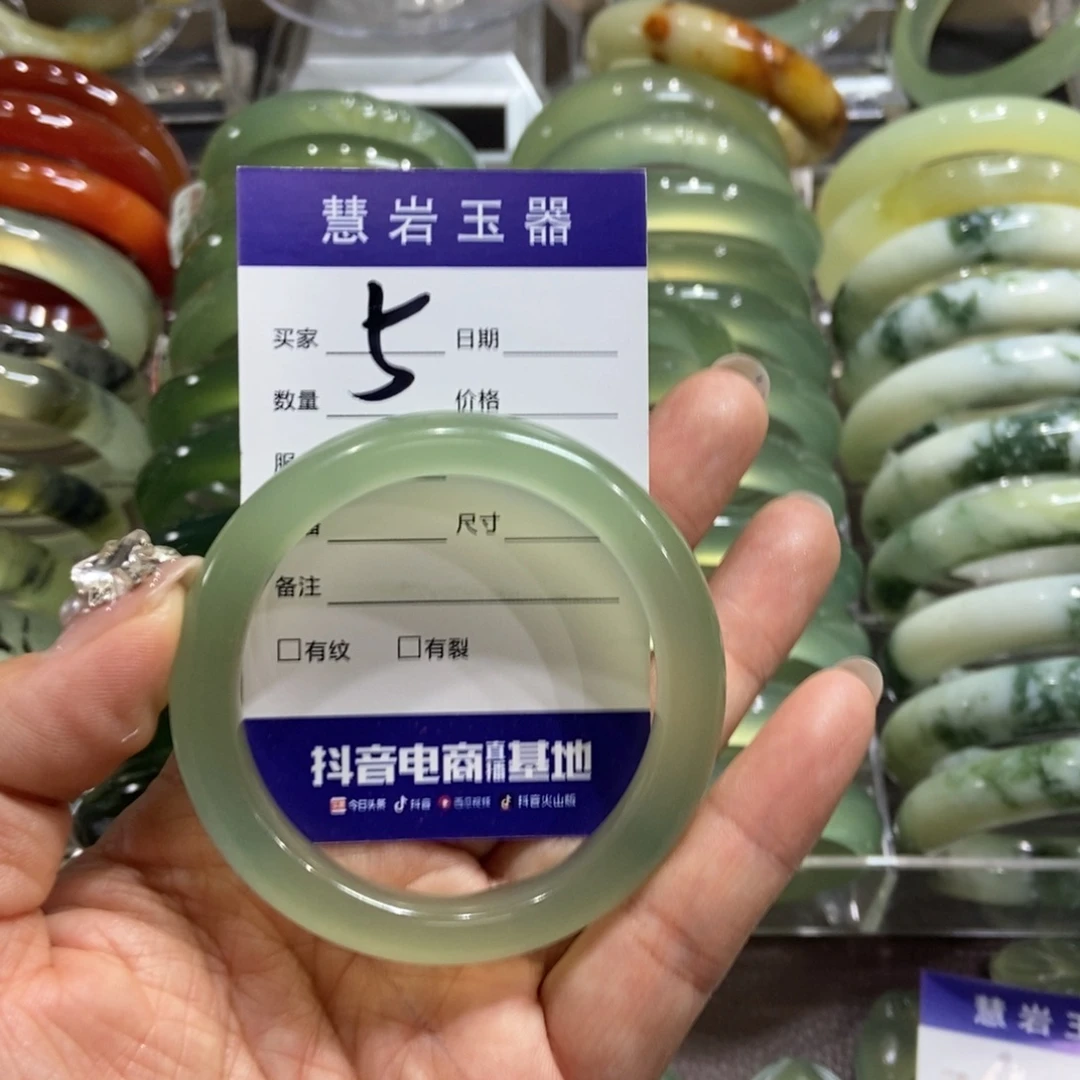 慧岩玉器
买家 日期
5
数量 价格
服
尺寸
备注
□有纹 □有裂
抖音电商直播基地
今日头条 抖音 西瓜视频 抖音火山版
慧岩玉